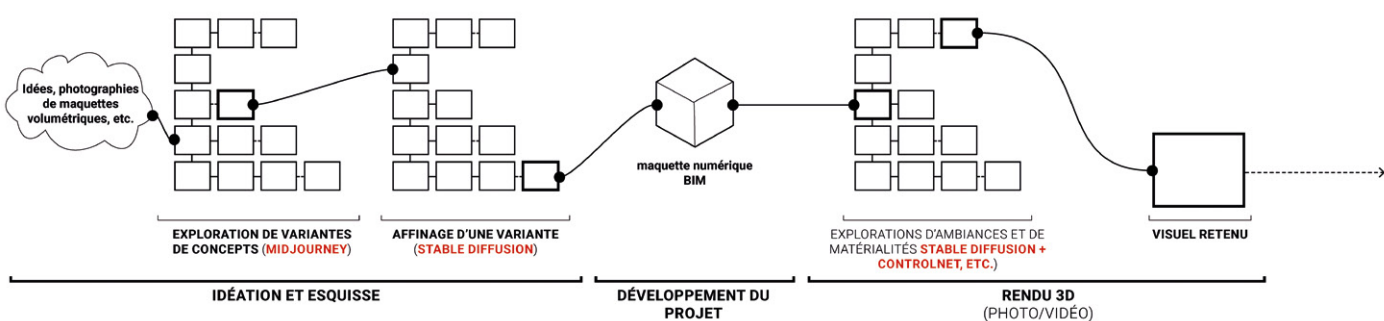 Idées, photographies
de maquettes
volumétriques, etc.
maquette numérique
BIM
EXPLORATION DE VARIANTES
DE CONCEPTS (MIDJOURNEY)
AFFINAGE D'UNE VARIANTE
(STABLE DIFFUSION)
EXPLORATIONS D'AMBIANCES ET DE
MATÉRIALITÉS STABLE DIFFUSION +
CONTROLNET, ETC.)
VISUEL RETENU
IDÉATION ET ESQUISSE
DÉVELOPPEMENT DU
PROJET
RENDU 3D
(PHOTO/VIDÉO)